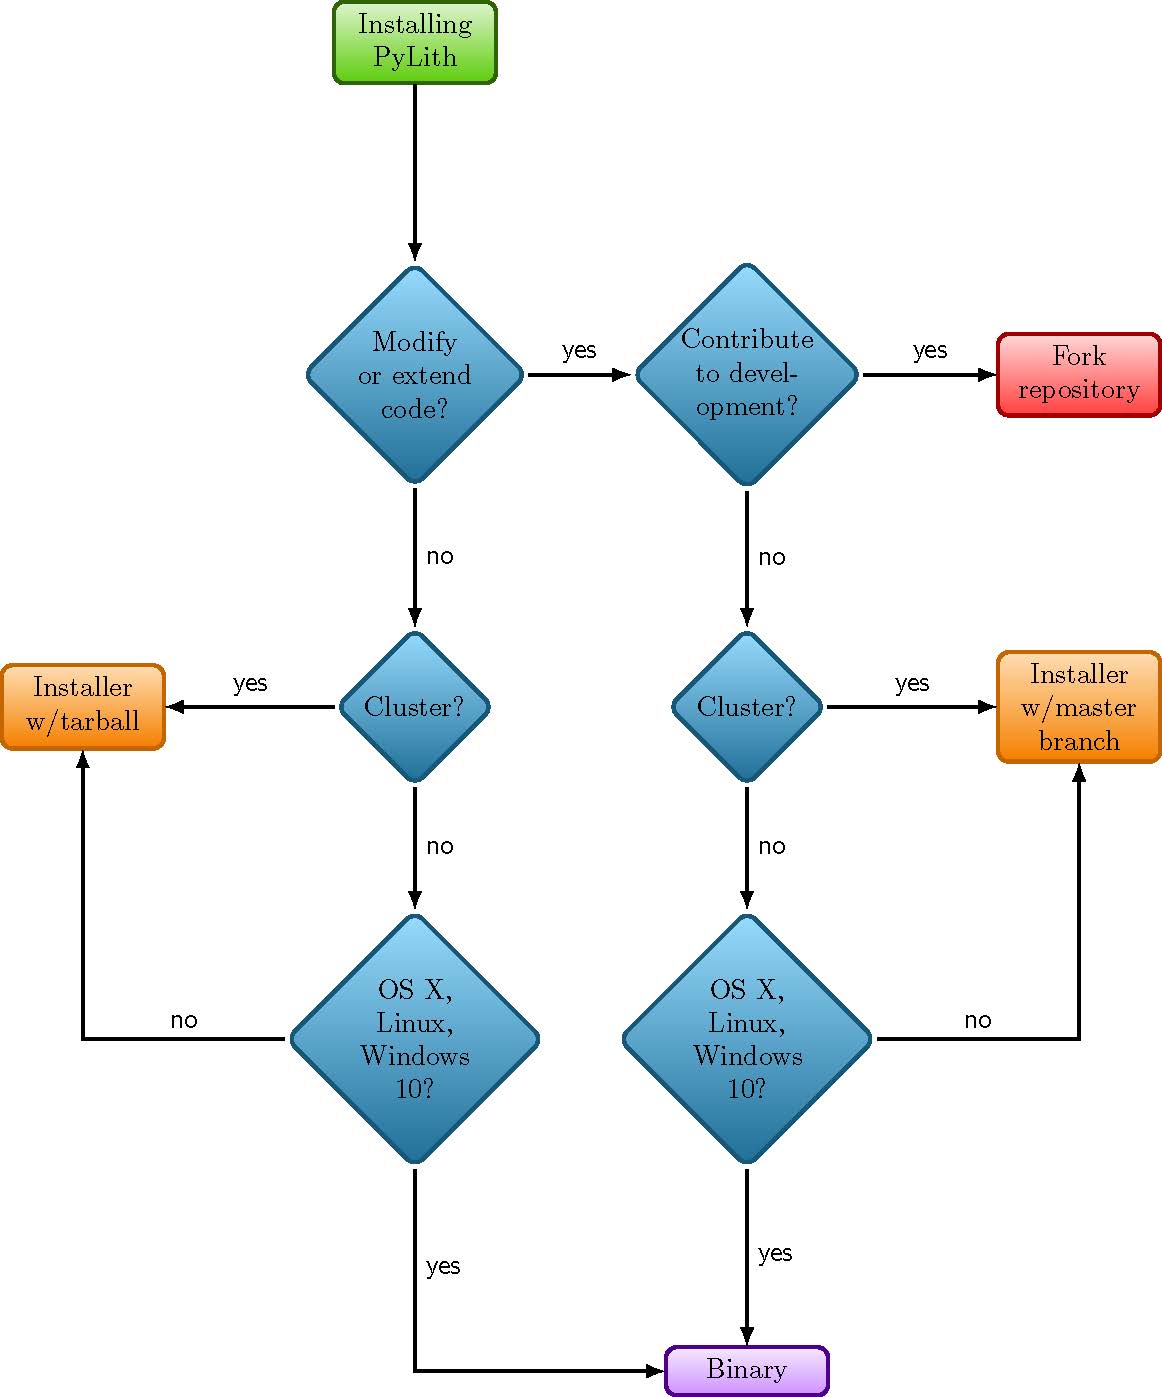 Installing
PyLith
Modify
or extend
code?
yes
Contribute
to devel-
opment?
yes
Fork
repository
no
no
Installer
w/tarball
yes
Cluster?
Cluster?
yes
Installer
w/master
branch
no
no
OS X,
Linux,
Windows
10?
no
OS X,
Linux,
Windows
10?
no
yes
yes
Binary